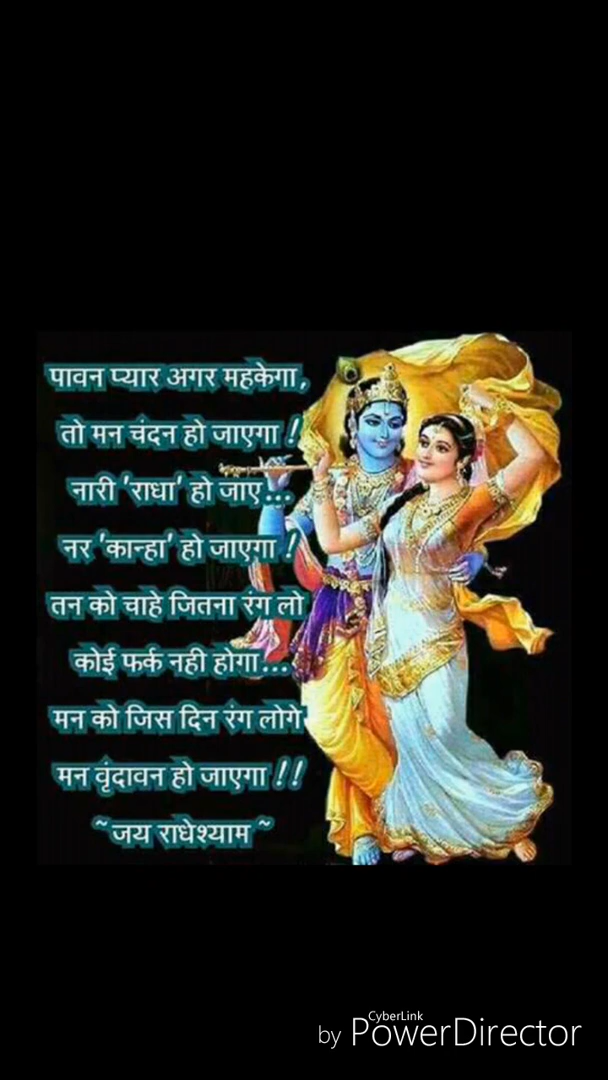 पावन प्यार अगर महकेगा,
तो मन चंदन हो जाएगा !
नारी 'राधा' हो जाए...
नर 'कान्हा' हो जाएगा !
तन को चाहे जितना रंग लो
कोई फर्क नही होगा...
मन को जिस दिन रंग लोगे
मन वृंदावन हो जाएगा !!
~ जय राधेश्याम ~
CyberLink
by PowerDirector